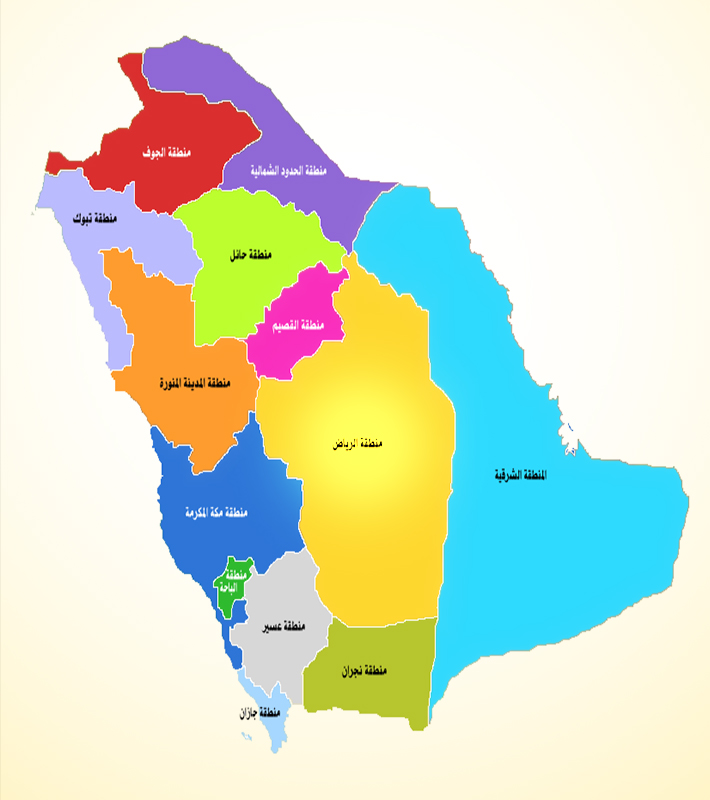 منطقة الجوف
منطقة الحدود الشمالية
منطقة تبوك
منطقة حائل
منطقة القصيم
منطقة المدينة المنورة
منطقة الرياض
المنطقة الشرقية
منطقة مكة المكرمة
منطقة
الباحة
منطقة عسير
منطقة نجران
منطقة جازان